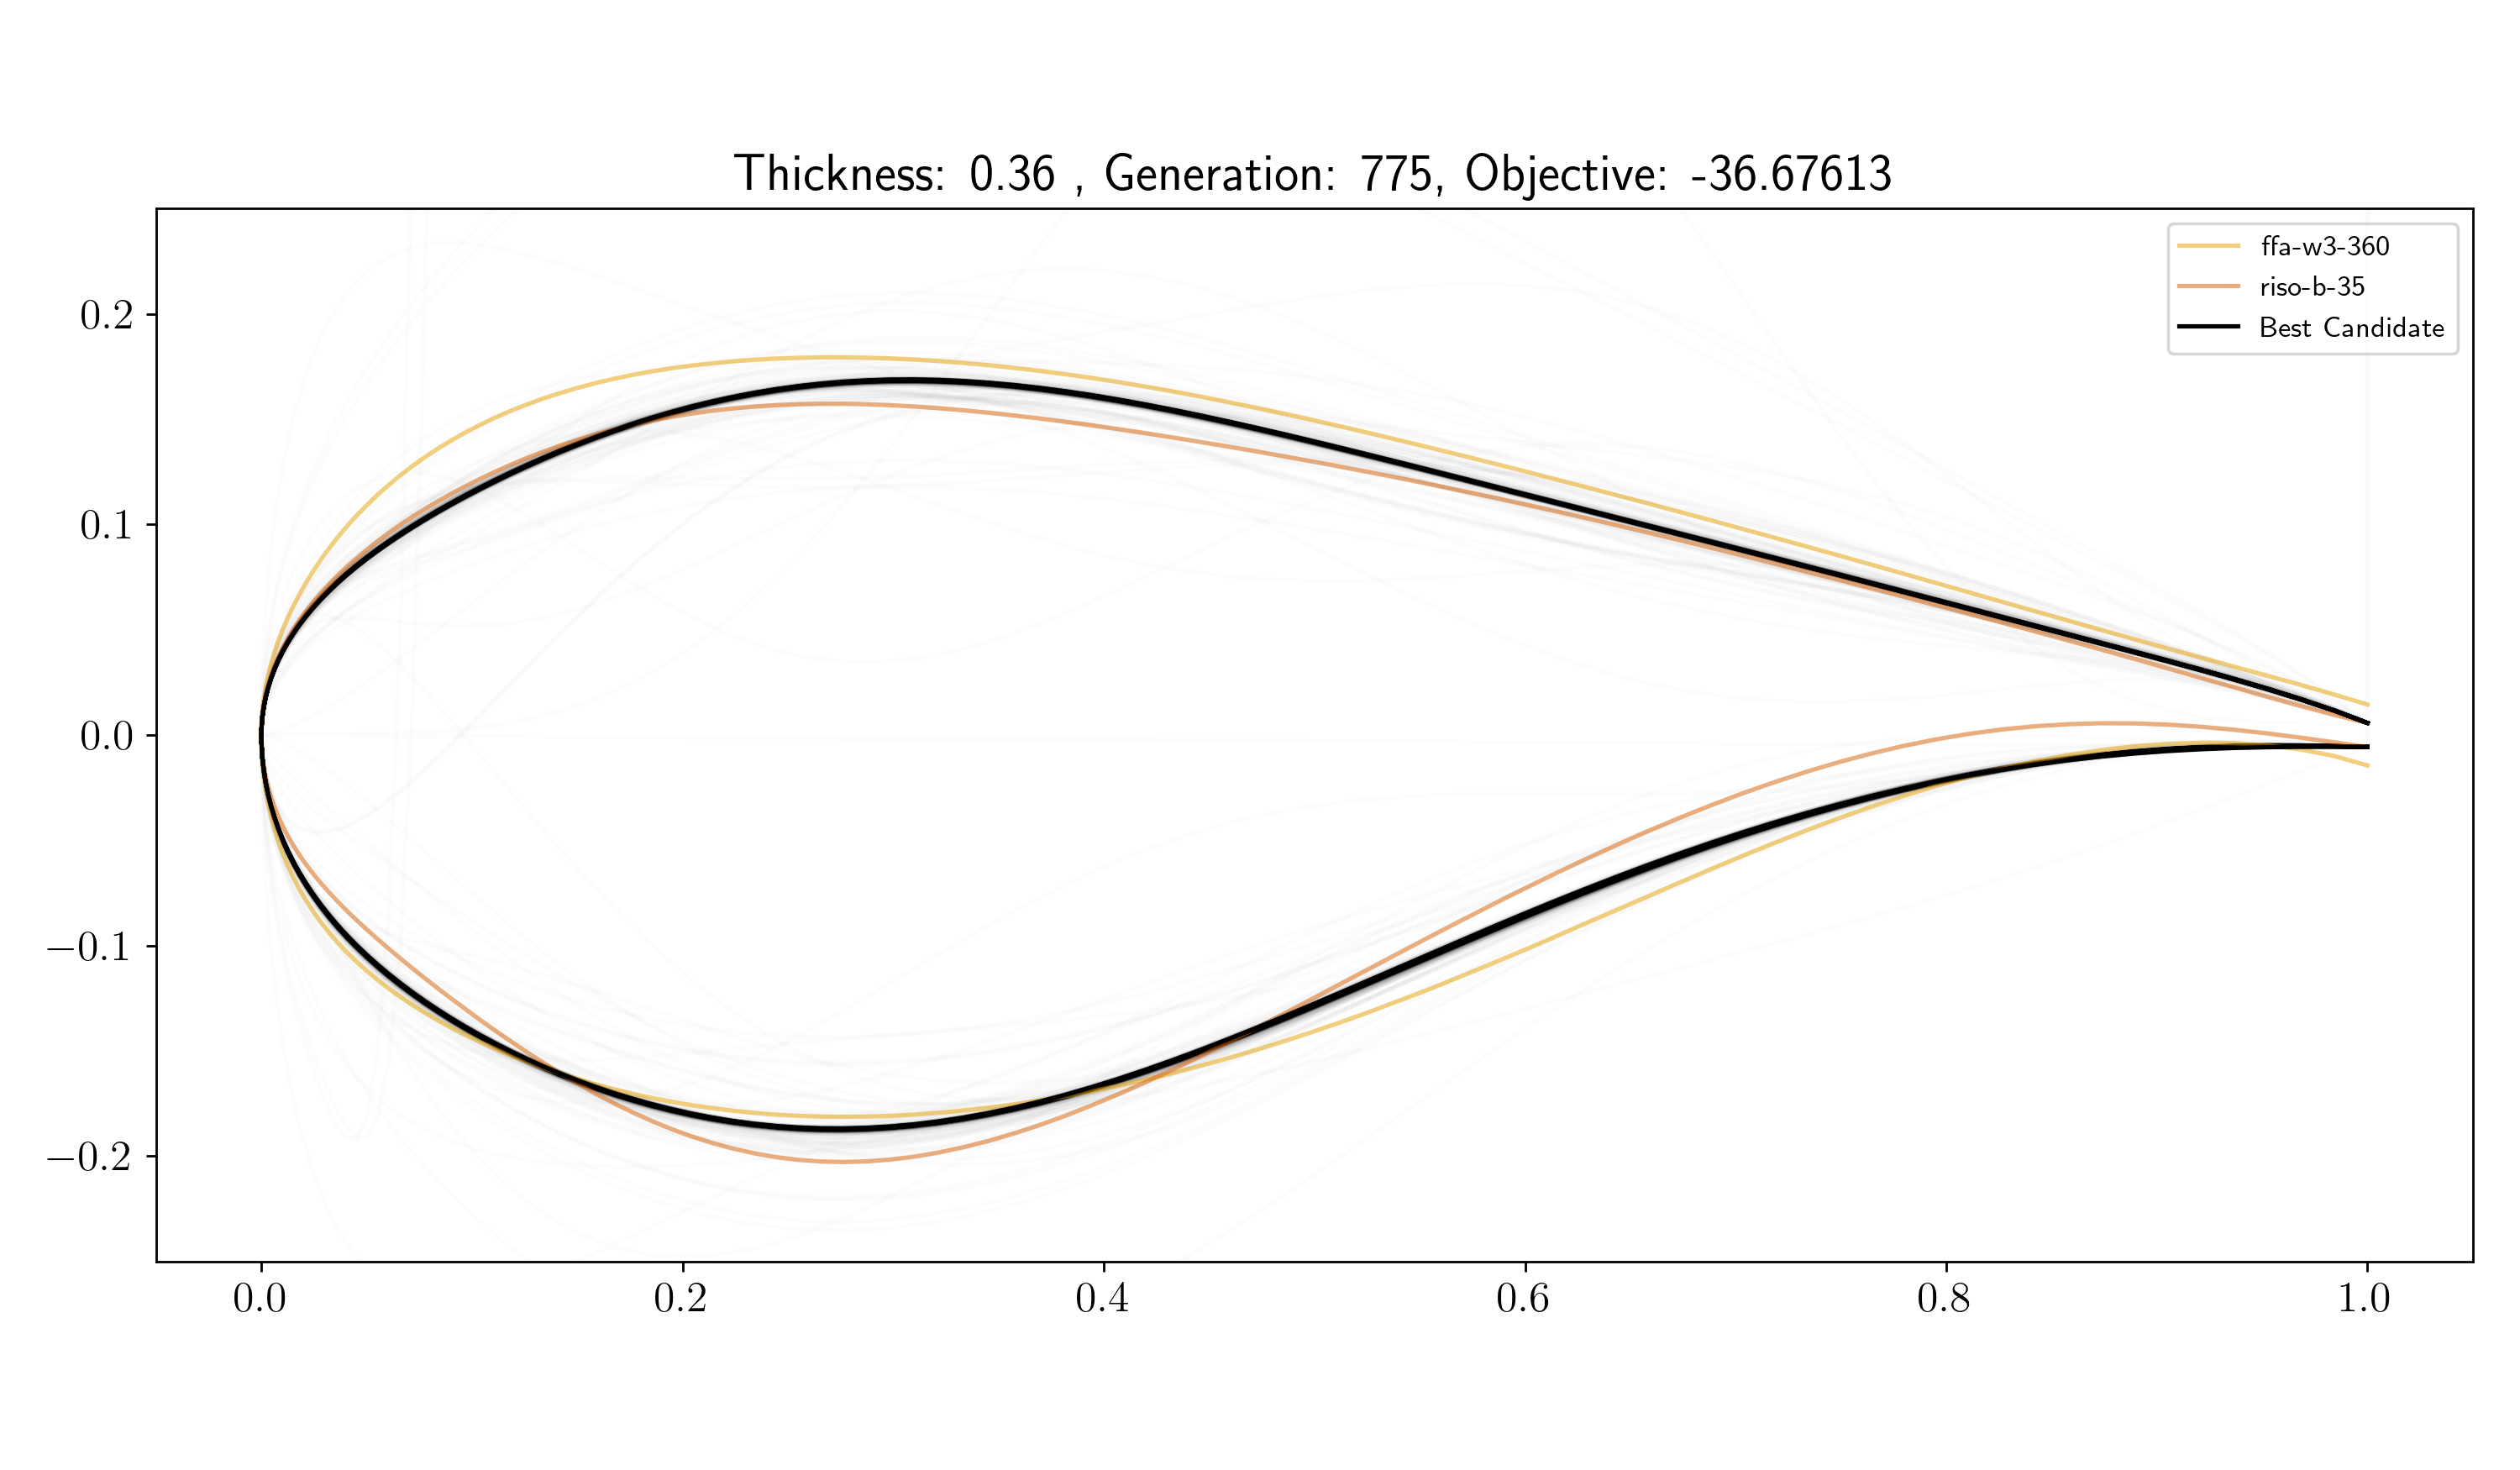 Thickness: 0.36 , Generation: 775, Objective: -36.67613
ffa-w3-360
riso-b-35
Best Candidate
0.2
0.1
0.0
−0.1
−0.2
0.0 0.2 0.4 0.6 0.8 1.0